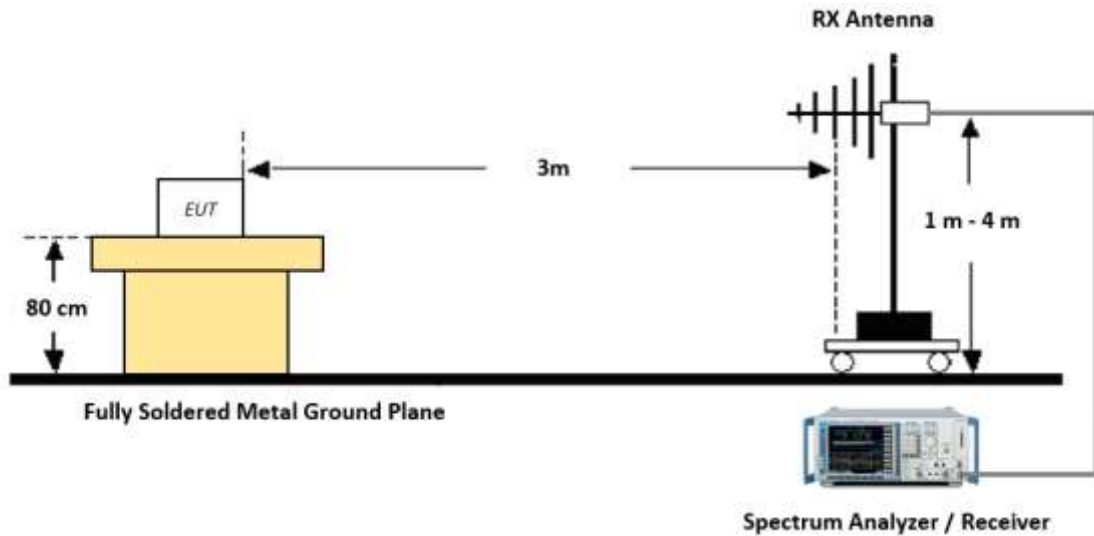 RX Antenna
3m
EUT
1 m - 4 m
80 cm
Fully Soldered Metal Ground Plane
Spectrum Analyzer / Receiver